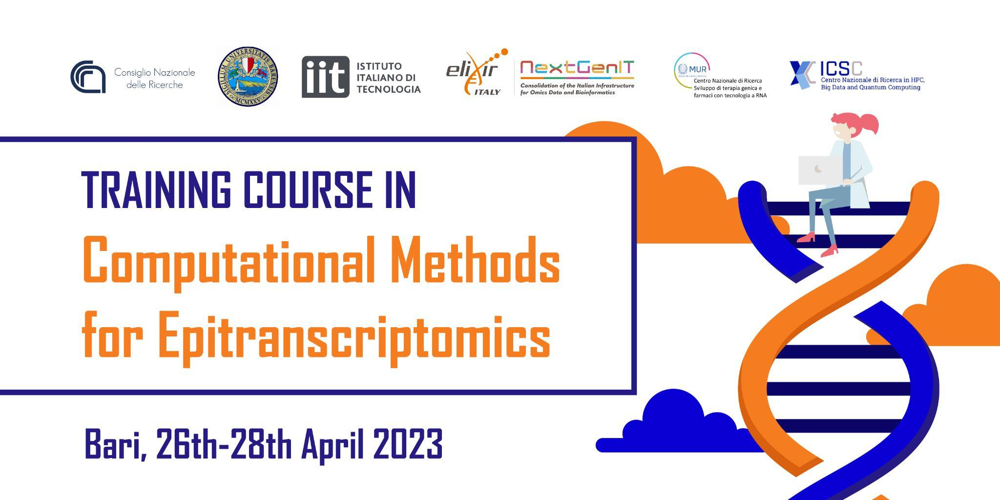 Consiglio Nazionale
delle Ricerche
SIGILLUM UNIVERSITATIS BARENSIS
MCMXXV
iit
ISTITUTO
ITALIANO DI
TECNOLOGIA
elixir
ITALY
NextGenIT
Consolidation of the Italian Infrastructure
for Omics Data and Bioinformatics
MUR
Centro Nazionale di Ricerca
Sviluppo di terapia genica e
farmaci con tecnologia a RNA
ICSC
Centro Nazionale di Ricerca in HPC,
Big Data and Quantum Computing
TRAINING COURSE IN
Computational Methods
for Epitranscriptomics
Bari, 26th-28th April 2023